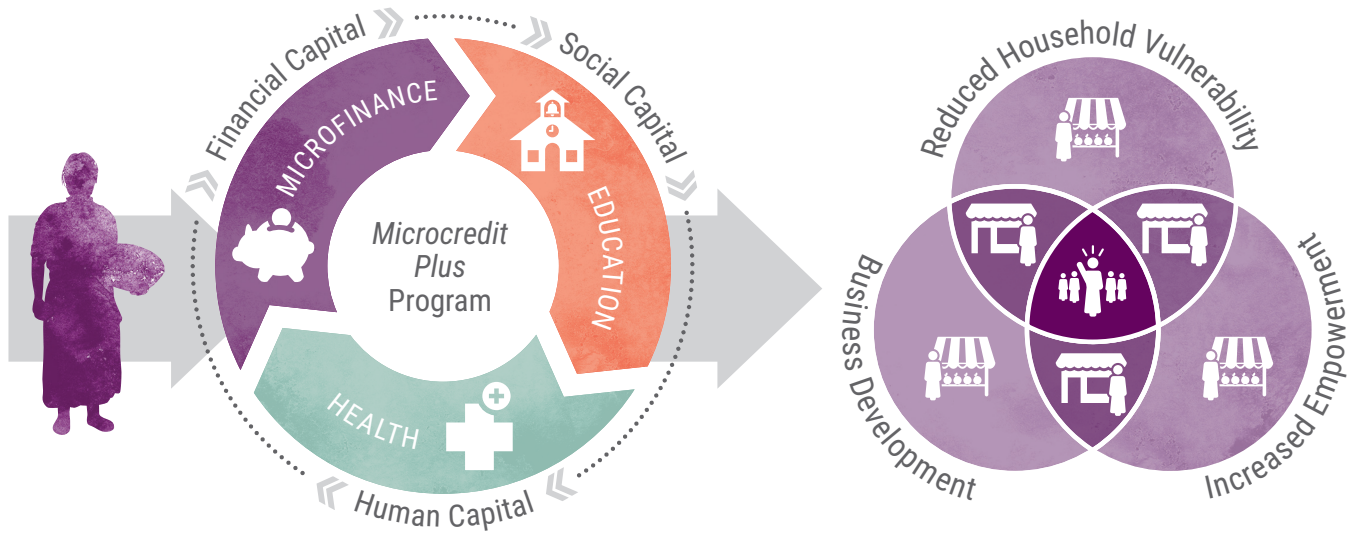 Financial Capital
Social Capital
Human Capital
MICROFINANCE
EDUCATION
HEALTH
Microcredit
Plus
Program
Reduced Household Vulnerability
Business Development
Increased Empowerment